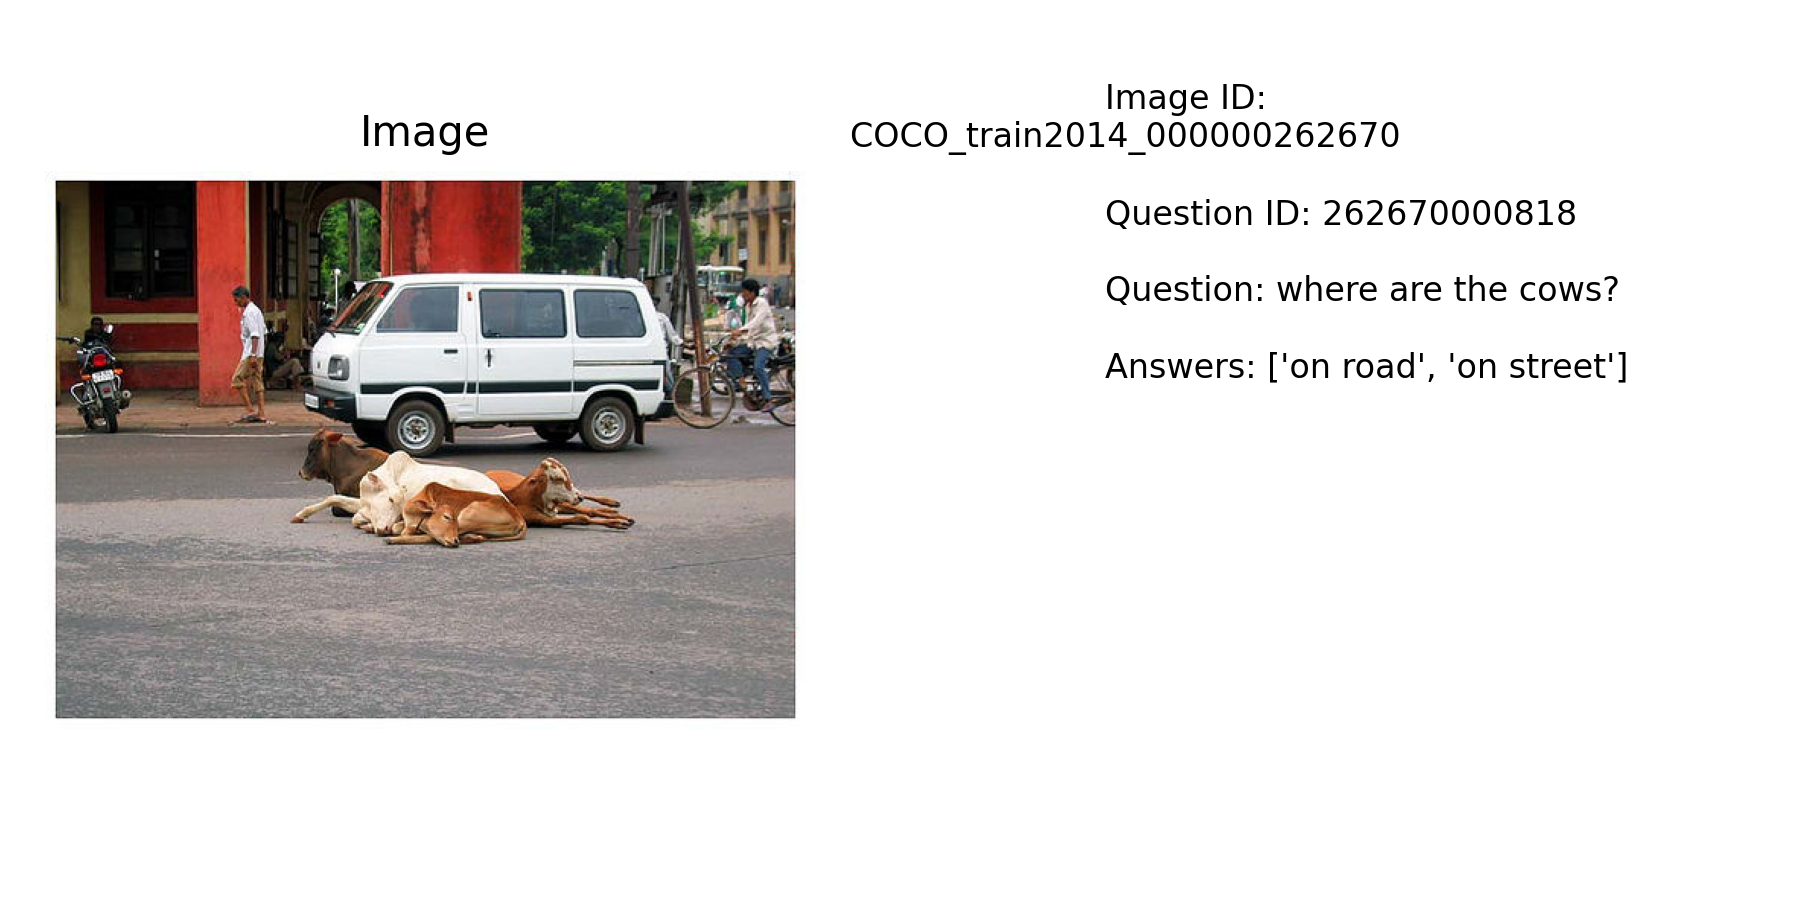 Image
Image ID:
COCO_train2014_000000262670
Question ID: 262670000818
Question: where are the cows?
Answers: ['on road', 'on street']